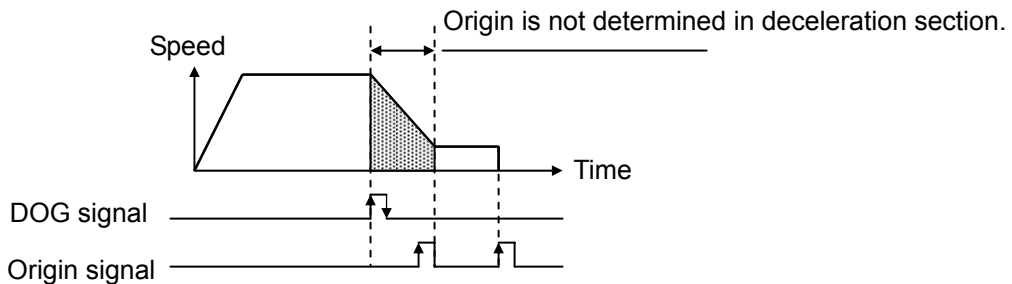 Origin is not determined in deceleration section.
Speed
Time
DOG signal
Origin signal